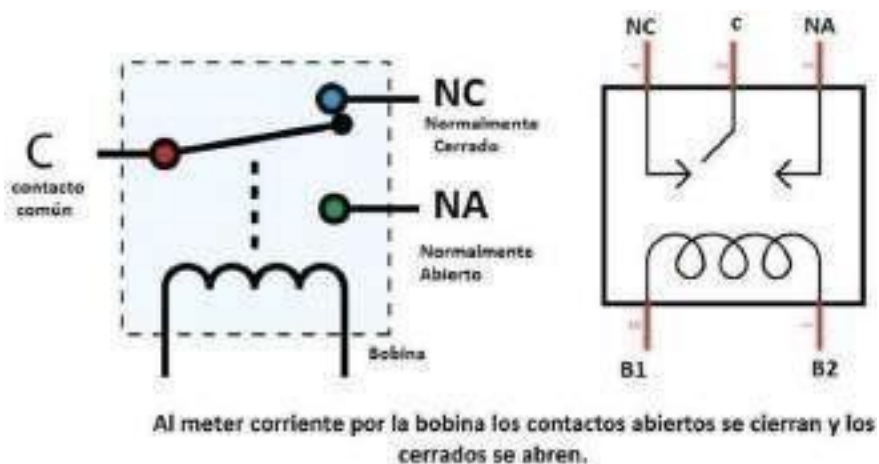 NC
Normalmente
Cerrado
C
contacto
común
NA
Normalmente
Abierto
Bobina
NC
c
NA
B1
B2
Al meter corriente por la bobina los contactos abiertos se cierran y los
cerrados se abren.